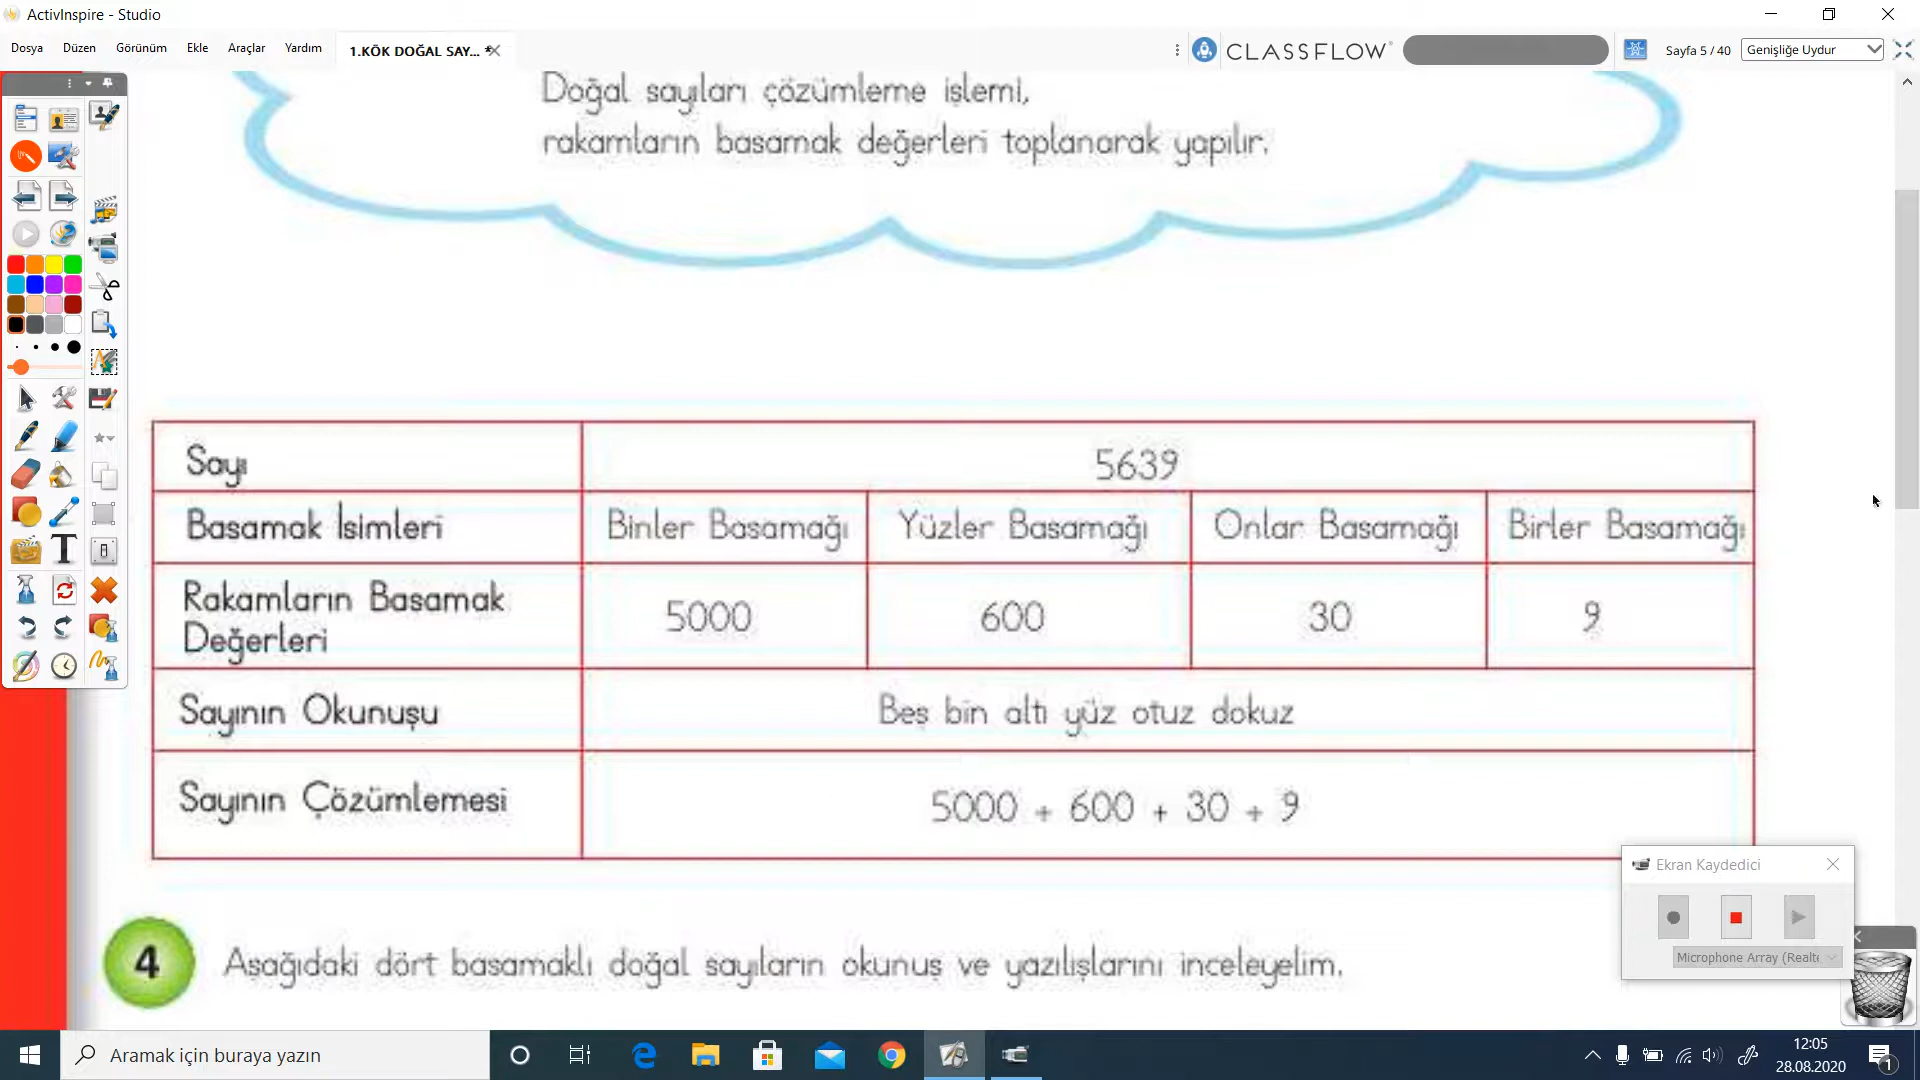 ActivInspire - Studio
Dosya Düzen Görünüm Ekle Araçlar Yardım 1.KÖK DOĞAL SAY... * CLASSFLOW Sayfa 5 / 40 Genişliğe Uydur
Doğal sayıları çözümleme işlemi,
rakamların basamak değerleri toplanarak yapılır.
Sayı 5639
Basamak İsimleri Binler Basamağı Yüzler Basamağı Onlar Basamağı Birler Basamağı
Rakamların Basamak
Değerleri 5000 600 30 9
Sayının Okunuşu Beş bin altı yüz otuz dokuz
Sayının Çözümlemesi 5000 + 600 + 30 + 9
Ekran Kaydedici
Microphone Array (Realte
4 Aşağıdaki dört basamaklı doğal sayıların okunuş ve yazılışlarını inceleyelim.
Aramak için buraya yazın
12:05
28.08.2020
1